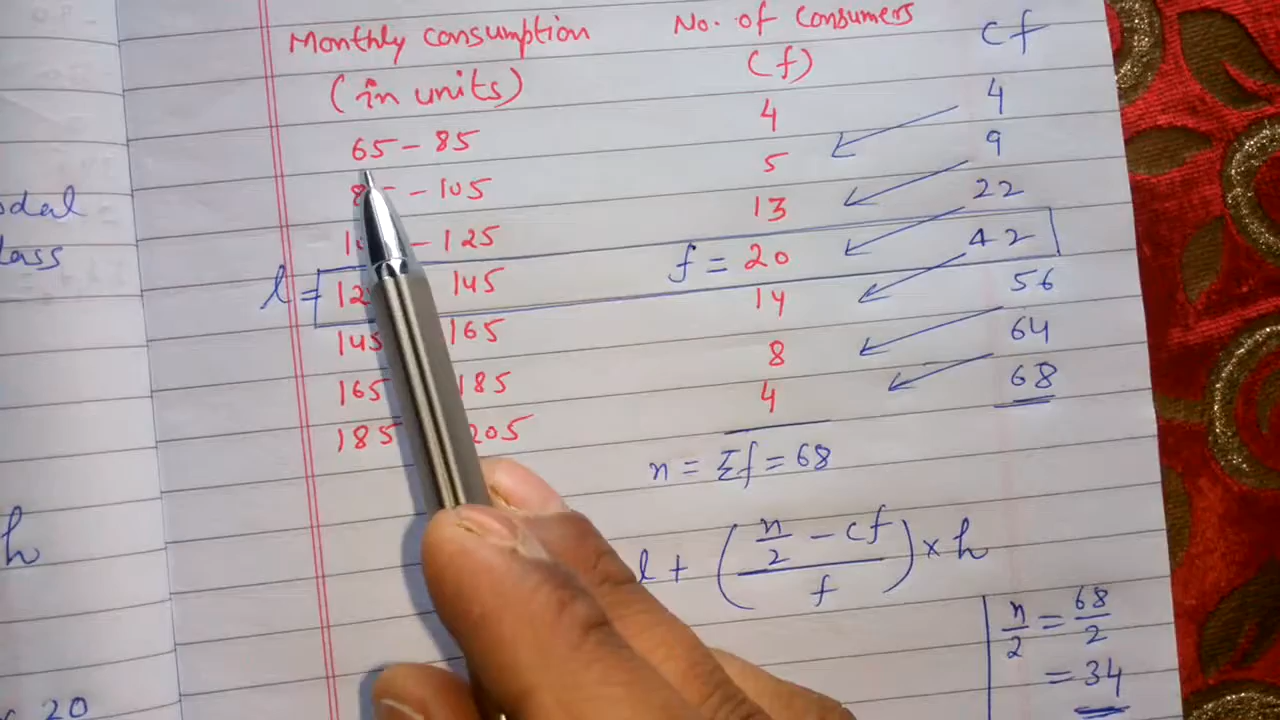 Monthly consumption No. of Consumers cf
(in units) (f)
65 - 85 4 4
- 105 5 9
- 125 13 22
l = 12 145 f = 20 42
145 165 14 56
165 185 8 64
185 205 4 68
n = Σf = 68
l + ( (n/2 - cf) / f ) × h
n/2 = 68/2
= 34
odal
lass
h
20